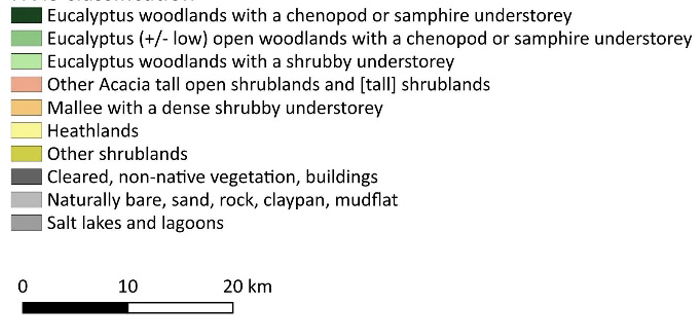 Eucalyptus woodlands with a chenopod or samphire understorey
Eucalyptus (+/- low) open woodlands with a chenopod or samphire understorey
Eucalyptus woodlands with a shrubby understorey
Other Acacia tall open shrublands and [tall] shrublands
Mallee with a dense shrubby understorey
Heathlands
Other shrublands
Cleared, non-native vegetation, buildings
Naturally bare, sand, rock, claypan, mudflat
Salt lakes and lagoons
0 10 20 km